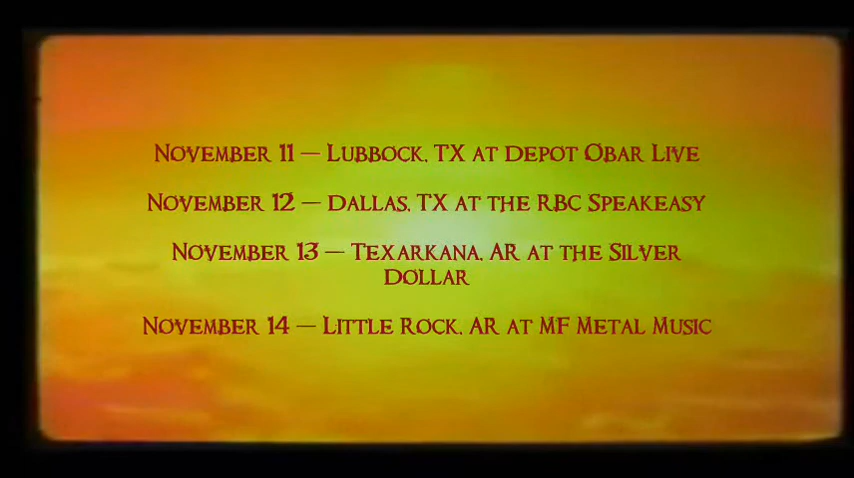 November 11 — Lubbock, TX at Depot Obar Live
November 12 — Dallas, TX at the RBC Speakeasy
November 13 — Texarkana, AR at the Silver
Dollar
November 14 — Little Rock, AR at MF Metal Music